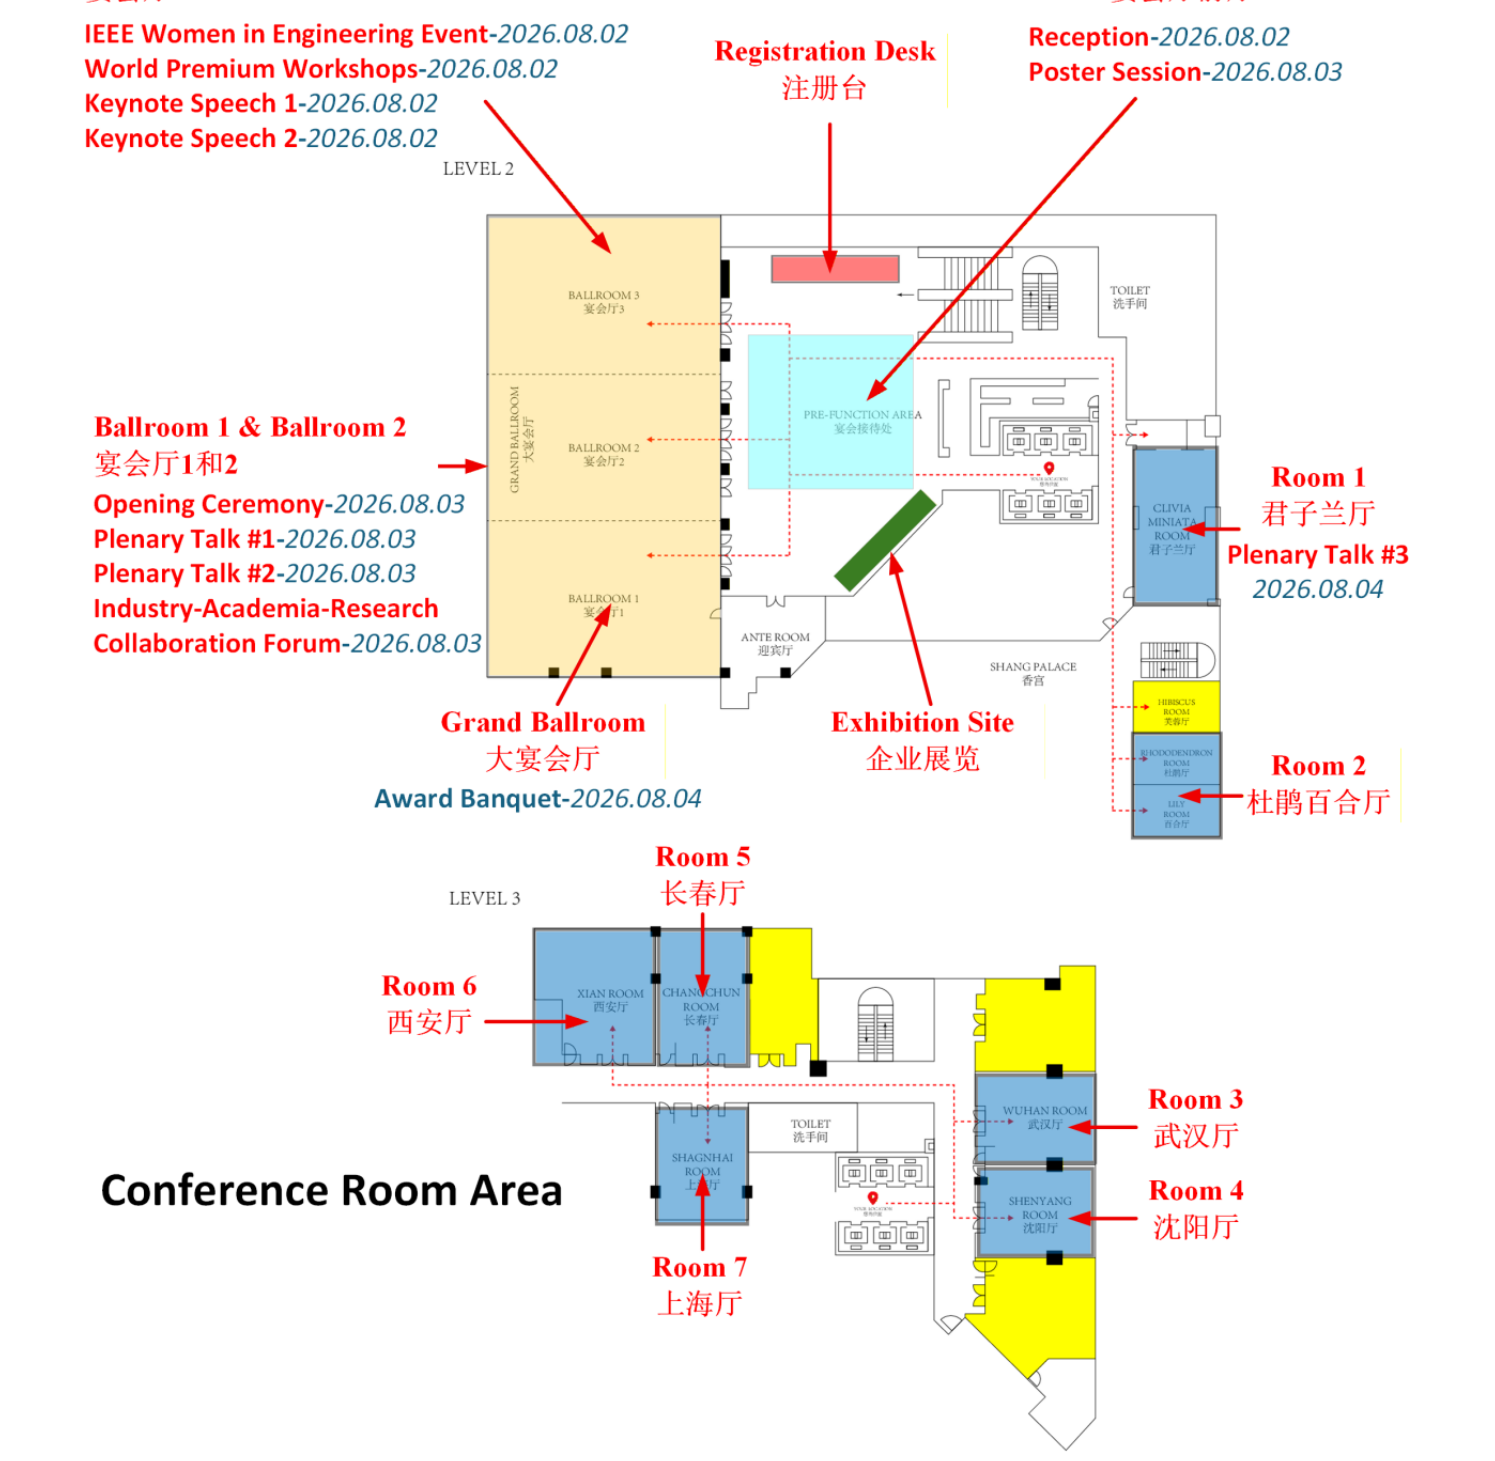 IEEE Women in Engineering Event-2026.08.02
World Premium Workshops-2026.08.02
Keynote Speech 1-2026.08.02
Keynote Speech 2-2026.08.02
Registration Desk
注册台
Reception-2026.08.02
Poster Session-2026.08.03
LEVEL 2
BALLROOM 3
宴会厅3
TOILET
洗手间
GRAND BALLROOM
大宴会厅
PRE-FUNCTION AREA
宴会接待处
BALLROOM 2
宴会厅2
Ballroom 1 & Ballroom 2
宴会厅1和2
Opening Ceremony-2026.08.03
Plenary Talk #1-2026.08.03
Plenary Talk #2-2026.08.03
Industry-Academia-Research
Collaboration Forum-2026.08.03
YOUR LOCATION
CLIVIA
MINIATA
ROOM
君子兰厅
Room 1
君子兰厅
Plenary Talk #3
2026.08.04
BALLROOM 1
宴会厅1
ANTE ROOM
迎宾厅
SHANG PALACE
香宫
HIBISCUS
ROOM
芙蓉厅
RHODODENDRON
ROOM
杜鹃厅
LILY
ROOM
百合厅
Room 2
杜鹃百合厅
Grand Ballroom
大宴会厅
Award Banquet-2026.08.04
Exhibition Site
企业展览
LEVEL 3
Room 5
长春厅
Room 6
西安厅
XIAN ROOM
西安厅
CHANGCHUN
ROOM
长春厅
WUHAN ROOM
武汉厅
Room 3
武汉厅
TOILET
洗手间
SHAGNHAI
ROOM
上海厅
YOUR LOCATION
SHENYANG
ROOM
沈阳厅
Room 4
沈阳厅
Conference Room Area
Room 7
上海厅